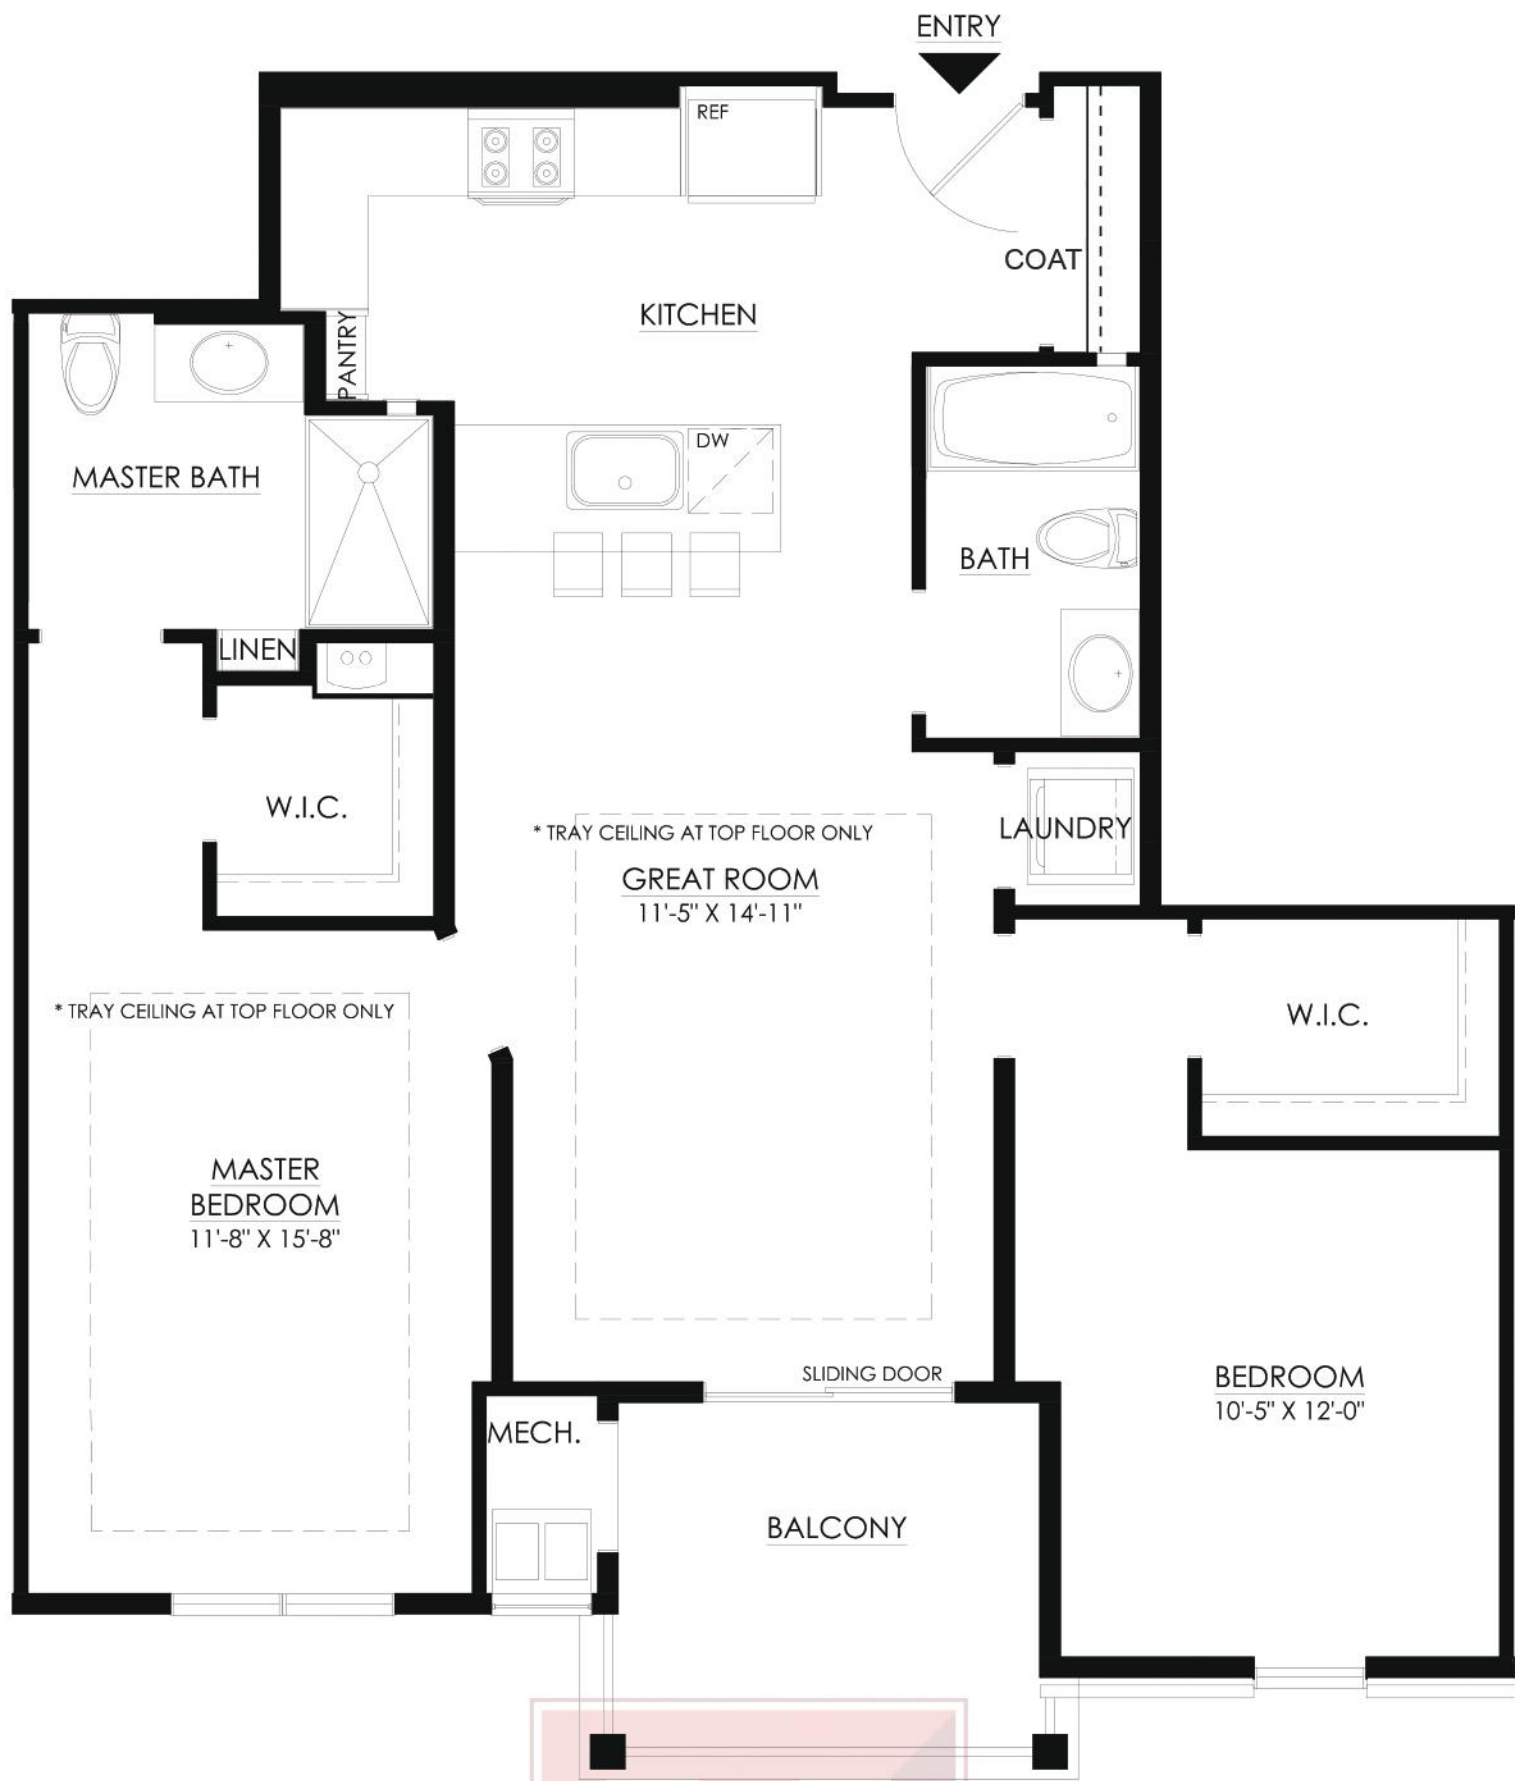 ENTRY
REF
COAT
KITCHEN
PANTRY
MASTER BATH
DW
BATH
LINEN
W.I.C.
* TRAY CEILING AT TOP FLOOR ONLY
LAUNDRY
GREAT ROOM
11'-5" X 14'-11"
* TRAY CEILING AT TOP FLOOR ONLY
W.I.C.
MASTER
BEDROOM
11'-8" X 15'-8"
SLIDING DOOR
BEDROOM
10'-5" X 12'-0"
MECH.
BALCONY